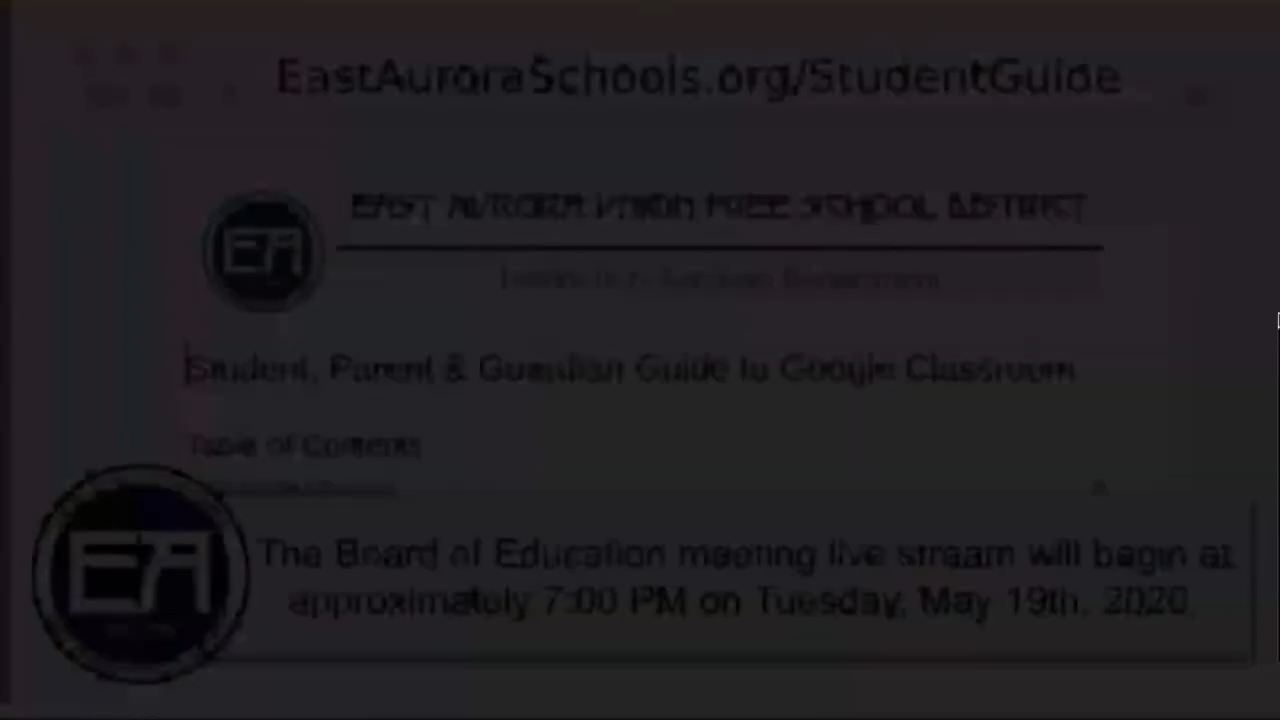 EastAuroraSchools.org/StudentGuide
EAST AURORA UNION FREE SCHOOL DISTRICT
EA
Student, Parent & Guardian Guide to Google Classroom
Table of Contents
EA
The Board of Education meeting live stream will begin at
approximately 7:00 PM on Tuesday, May 19th, 2020